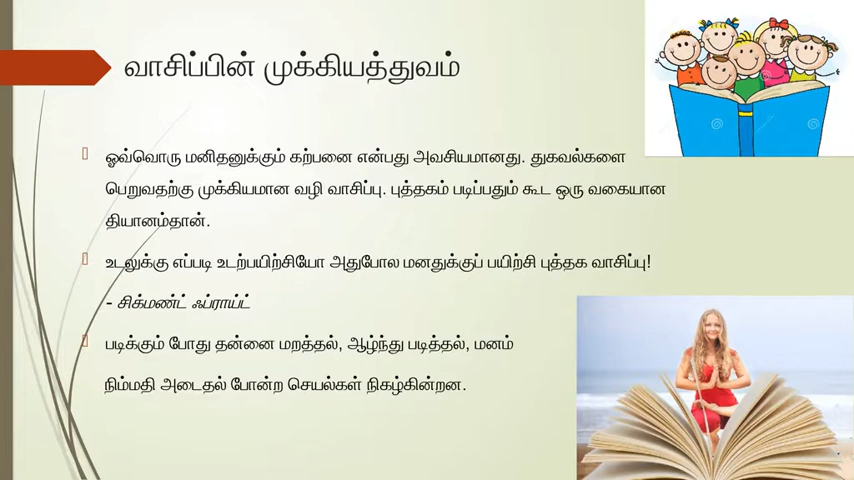 வாசிப்பின் முக்கியத்துவம்
ஓவ்வொரு மனிதனுக்கும் கற்பனை என்பது அவசியமானது. துகவல்களை
பெறுவதற்கு முக்கியமான வழி வாசிப்பு. புத்தகம் படிப்பதும் கூட ஒரு வகையான
தியானம்தான்.
உடலுக்கு எப்படி உடற்பயிற்சியோ அதுபோல மனதுக்குப் பயிற்சி புத்தக வாசிப்பு!
- சிக்மண்ட் ஃப்ராய்ட்
படிக்கும் போது தன்னை மறத்தல், ஆழ்ந்து படித்தல், மனம்
நிம்மதி அடைதல் போன்ற செயல்கள் நிகழ்கின்றன.